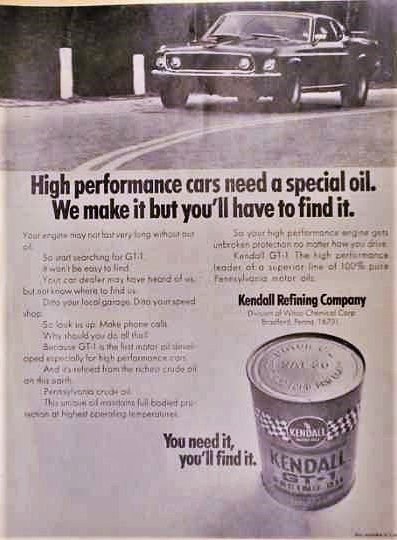 High performance cars need a special oil.
We make it but you'll have to find it.
Your engine may not last very long without our
oil.
So start searching for GT-1.
It won't be easy to find.
Your car dealer may have heard of us,
but not know where to find us.
Ditto your local garage. Ditto your speed
shop.
So look us up. Make phone calls.
Why should you do all this?
Because GT-1 is the first motor oil devel-
oped especially for high performance cars.
And it's refined from the richest crude oil
on this earth.
Pennsylvania crude oil.
This unique oil maintains full-bodied pro-
tection at highest operating temperatures.
So your high performance engine gets
unbroken protection no matter how you drive.
Kendall GT-1. The high performance
leader of a superior line of 100% pure
Pennsylvania motor oils.
Kendall Refining Company
Division of Witco Chemical Corp.
Bradford, Penna. 16701
You need it,
you'll find it.
KENDALL
KENDALL
GT-1
RACING OIL